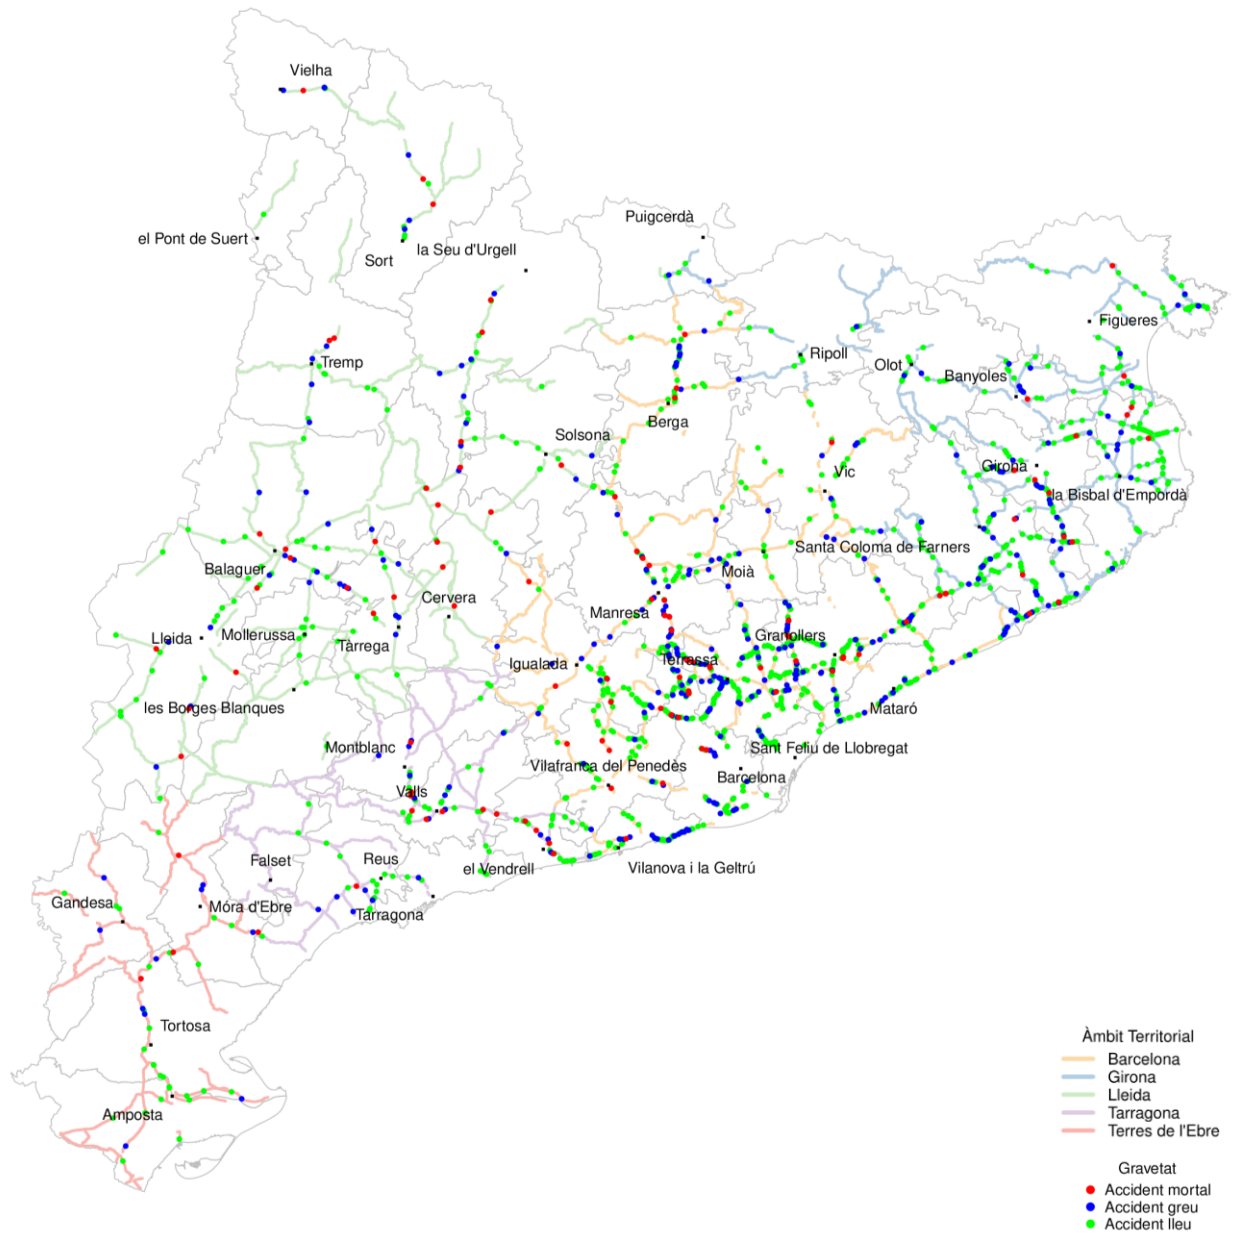 Vielha
Puigcerdà
el Pont de Suert
la Seu d'Urgell
Sort
Figueres
Tremp
Ripoll
Olot
Banyoles
Berga
Solsona
Vic
Girona
la Bisbal d'Empordà
Santa Coloma de Farners
Balaguer
Moià
Cervera
Manresa
Lleida
Mollerussa
Tàrrega
Granollers
Igualada
Terrassa
les Borges Blanques
Mataró
Montblanc
Sant Feliu de Llobregat
Vilafranca del Penedès
Barcelona
Valls
Falset
Reus
el Vendrell
Vilanova i la Geltrú
Gandesa
Móra d'Ebre
Tarragona
Tortosa
Amposta
Àmbit Territorial
Barcelona
Girona
Lleida
Tarragona
Terres de l'Ebre
Gravetat
Accident mortal
Accident greu
Accident lleu